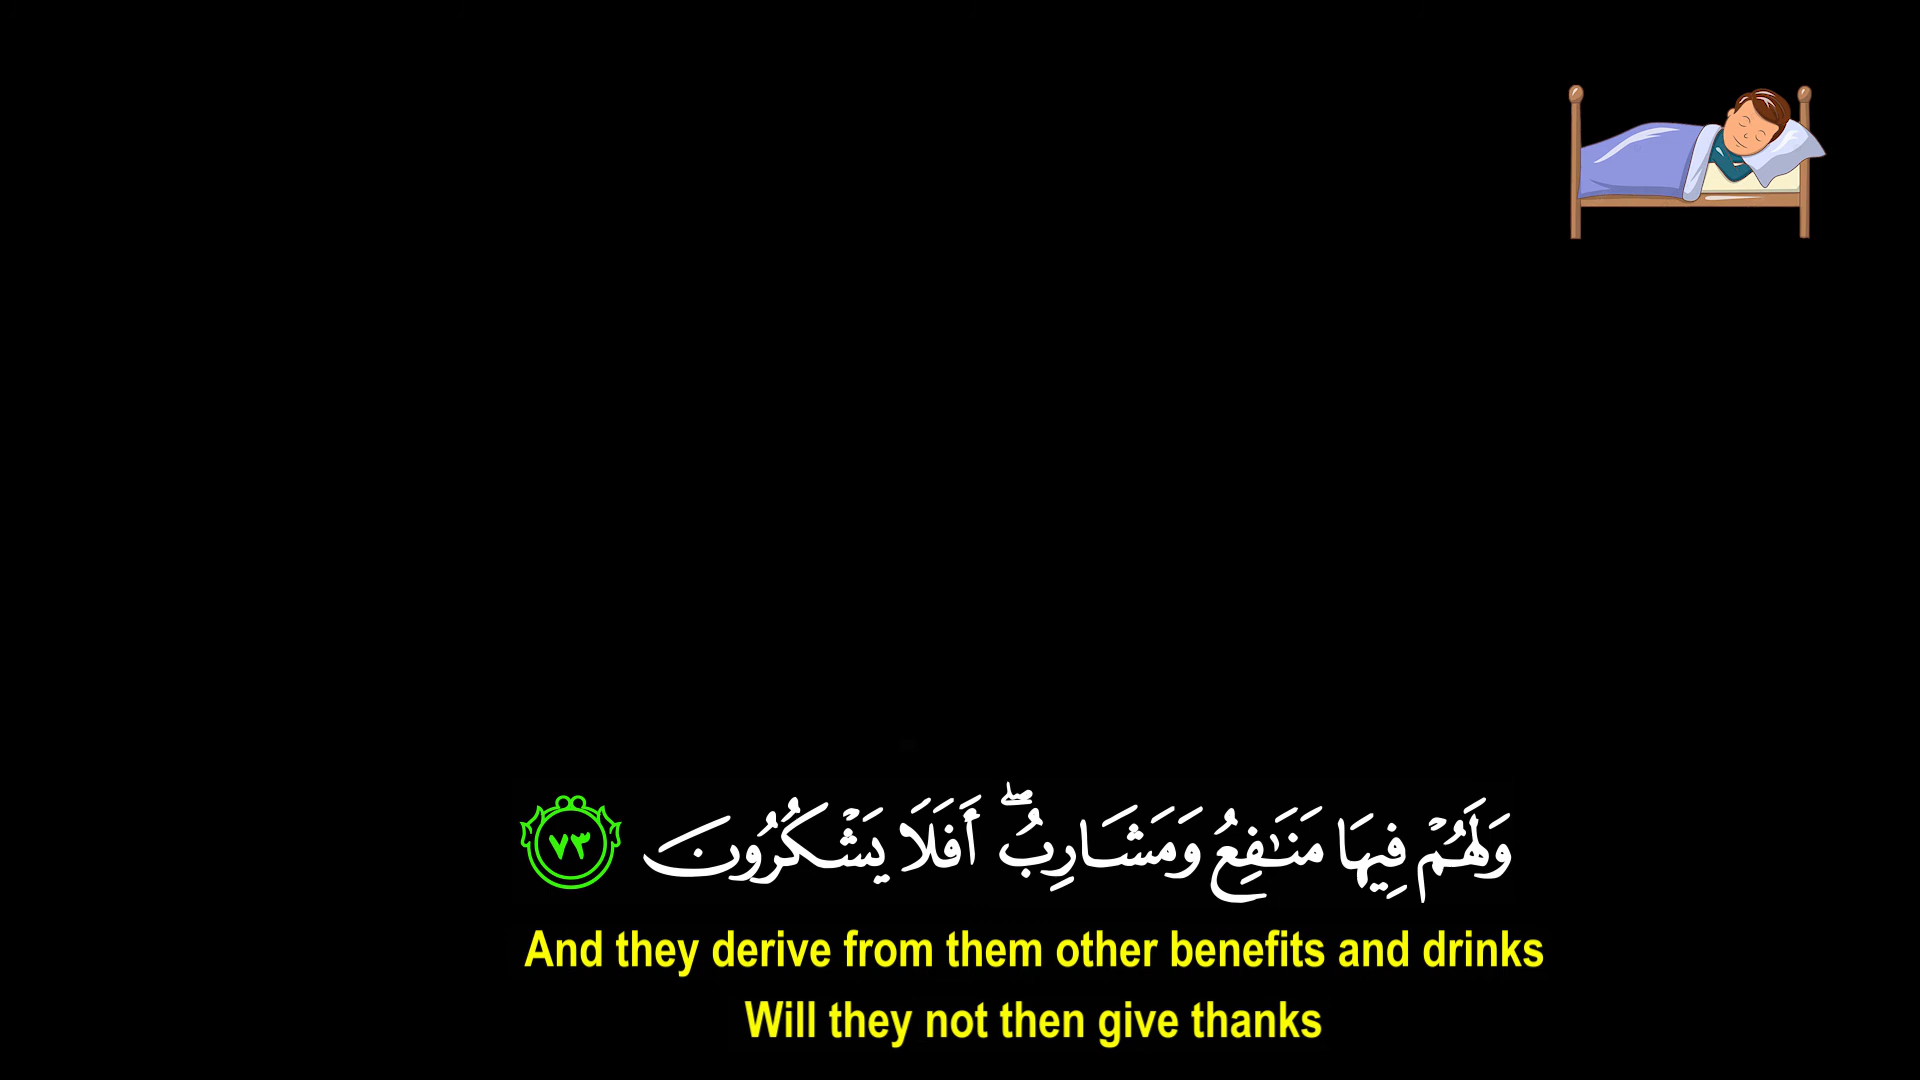 وَلَهُمْ فِيهَا مَنَٰفِعُ وَمَشَارِبُ ۖ أَفَلَا يَشْكُرُونَ ٧٣
And they derive from them other benefits and drinks
Will they not then give thanks